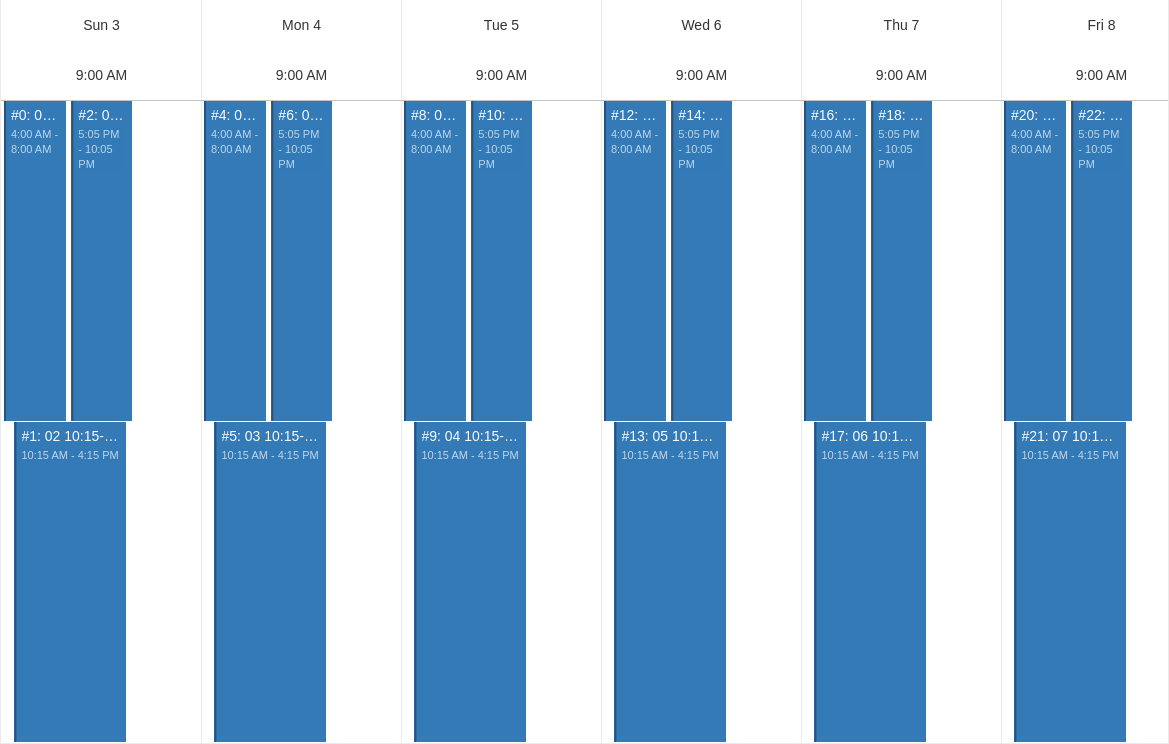 Sun 3
Mon 4
Tue 5
Wed 6
Thu 7
Fri 8
9:00 AM
9:00 AM
9:00 AM
9:00 AM
9:00 AM
9:00 AM
#0: 0…
4:00 AM -
8:00 AM
#2: 0…
5:05 PM
- 10:05
PM
#4: 0…
4:00 AM -
8:00 AM
#6: 0…
5:05 PM
- 10:05
PM
#8: 0…
4:00 AM -
8:00 AM
#10: …
5:05 PM
- 10:05
PM
#12: …
4:00 AM -
8:00 AM
#14: …
5:05 PM
- 10:05
PM
#16: …
4:00 AM -
8:00 AM
#18: …
5:05 PM
- 10:05
PM
#20: …
4:00 AM -
8:00 AM
#22: …
5:05 PM
- 10:05
PM
#1: 02 10:15-…
10:15 AM - 4:15 PM
#5: 03 10:15-…
10:15 AM - 4:15 PM
#9: 04 10:15-…
10:15 AM - 4:15 PM
#13: 05 10:1…
10:15 AM - 4:15 PM
#17: 06 10:1…
10:15 AM - 4:15 PM
#21: 07 10:1…
10:15 AM - 4:15 PM